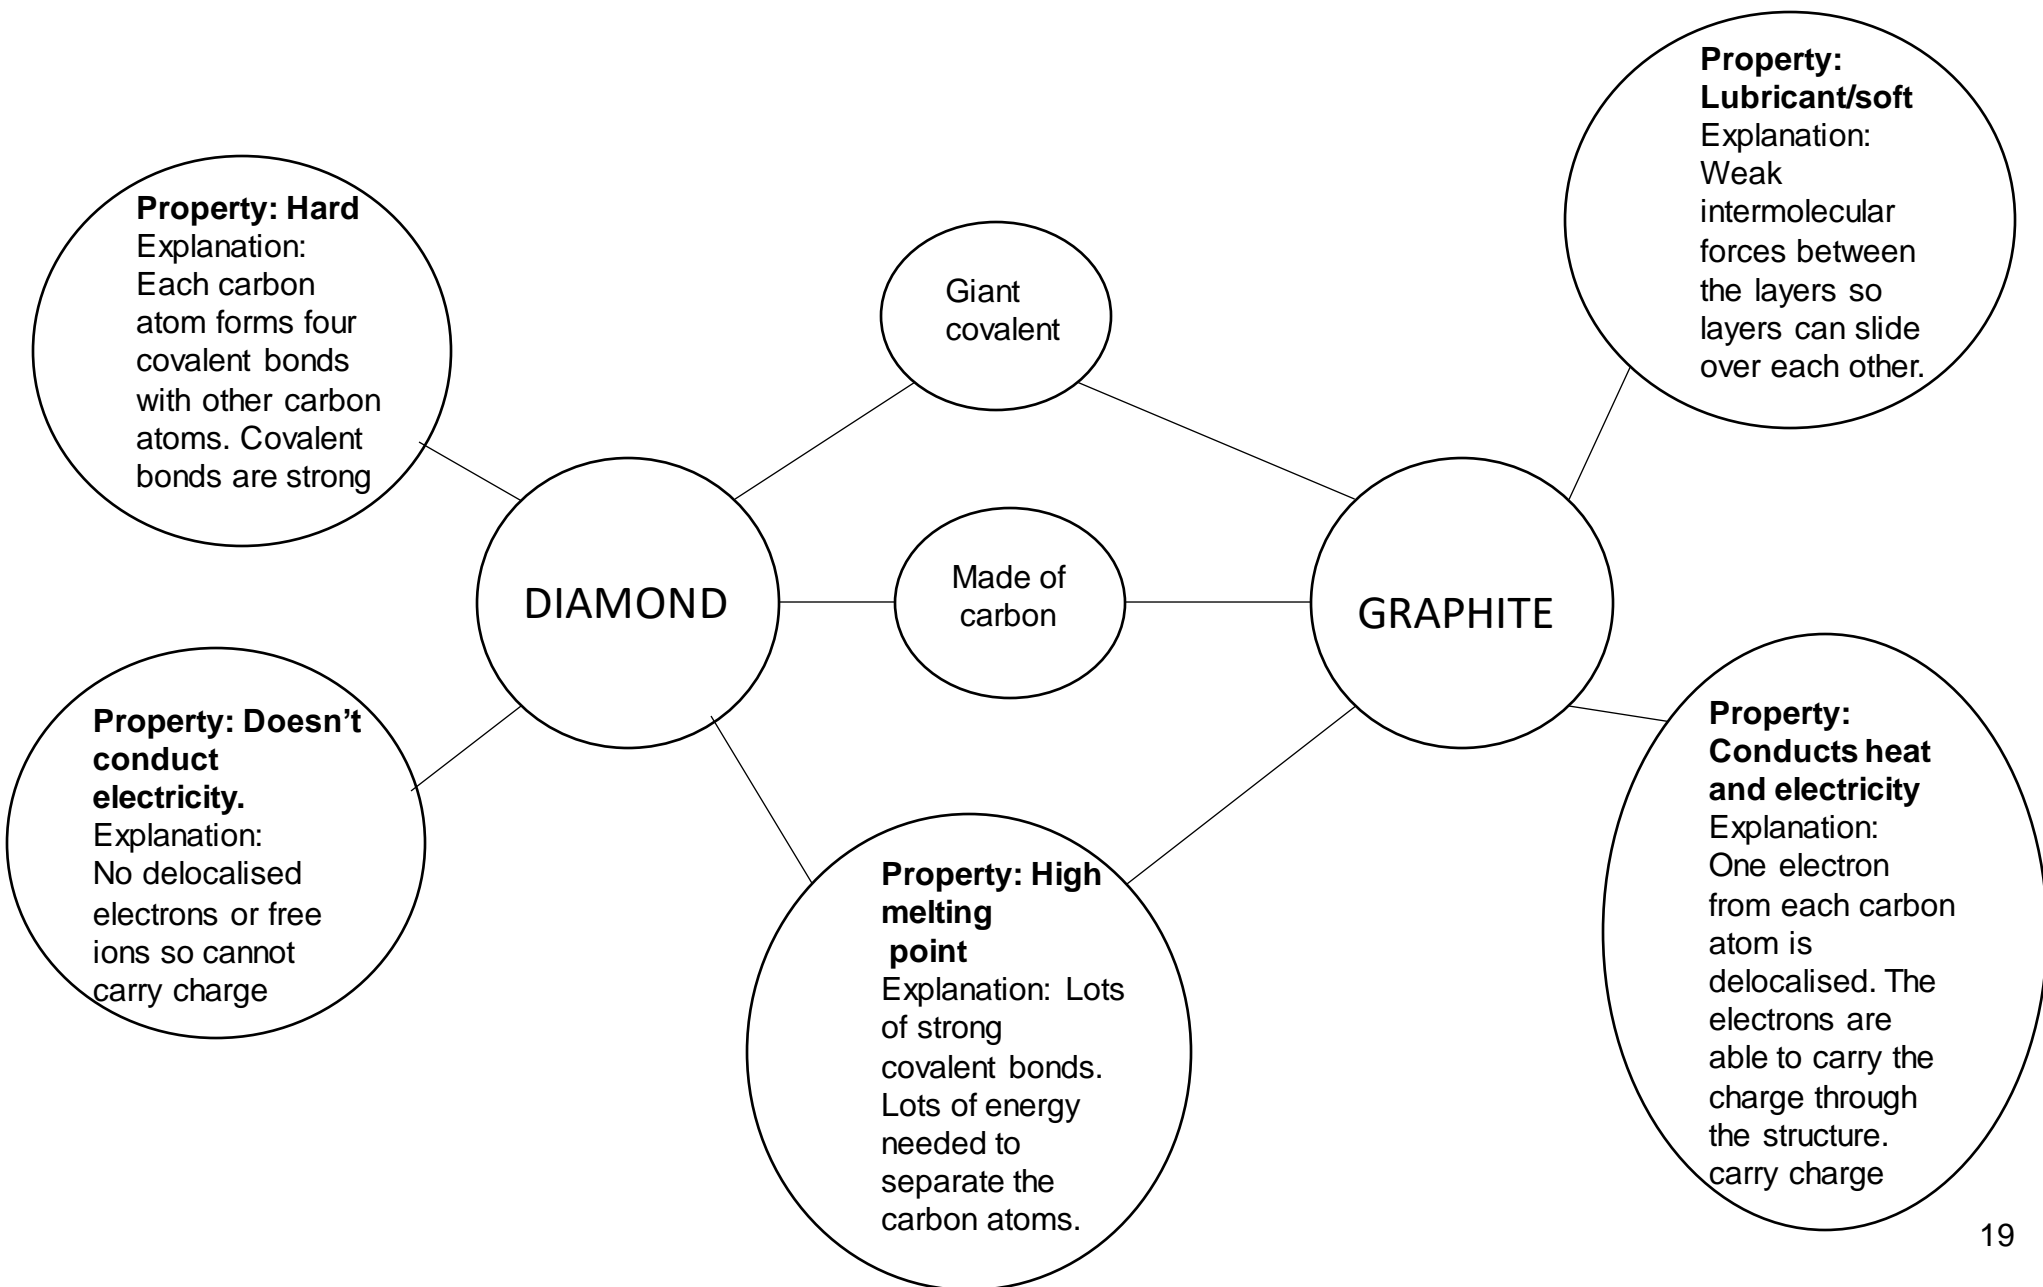 Property: Hard
Explanation:
Each carbon
atom forms four
covalent bonds
with other carbon
atoms. Covalent
bonds are strong
Giant
covalent
Property:
Lubricant/soft
Explanation:
Weak
intermolecular
forces between
the layers so
layers can slide
over each other.
DIAMOND
Made of
carbon
GRAPHITE
Property: Doesn’t
conduct
electricity.
Explanation:
No delocalised
electrons or free
ions so cannot
carry charge
Property: High
melting
point
Explanation: Lots
of strong
covalent bonds.
Lots of energy
needed to
separate the
carbon atoms.
Property:
Conducts heat
and electricity
Explanation:
One electron
from each carbon
atom is
delocalised. The
electrons are
able to carry the
charge through
the structure.
carry charge
19